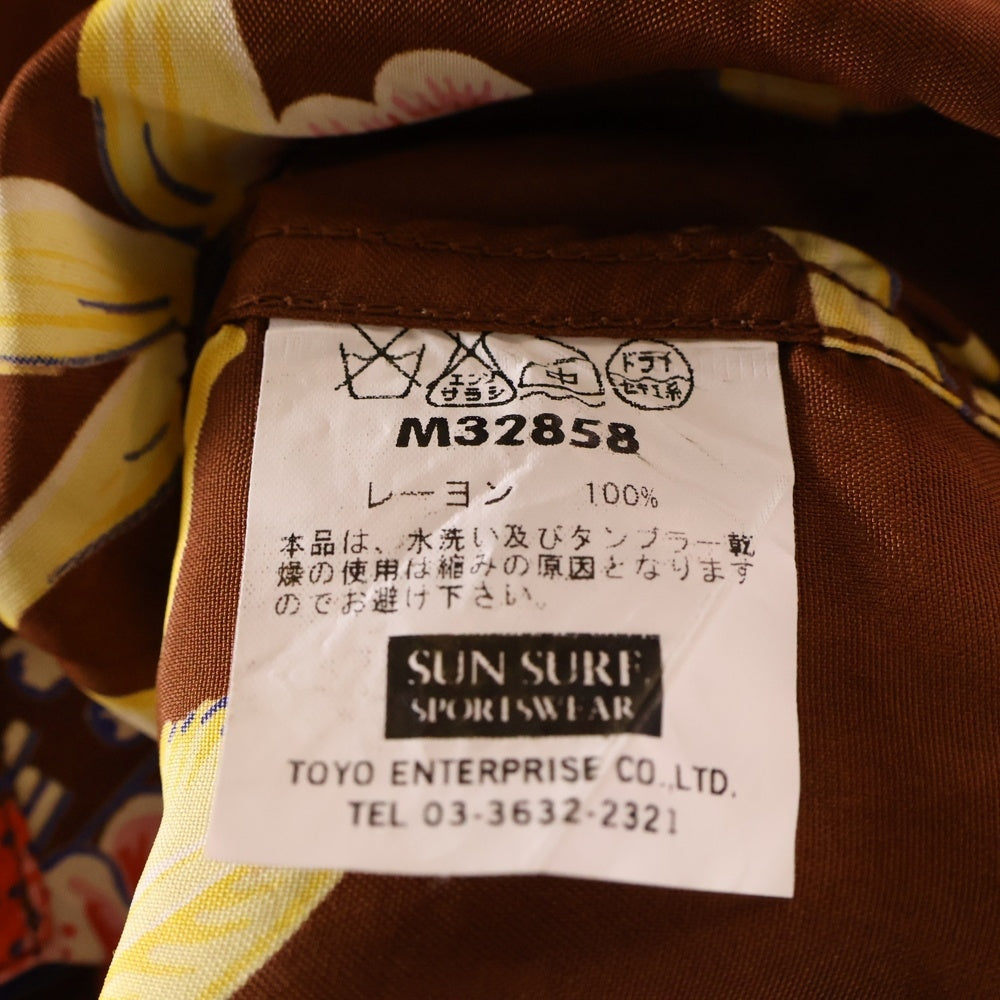 エンソ
サラシ
中
ドライ
セキユ系
M32858
レーヨン 100%
本品は、水洗い及びタンブラー乾
燥の使用は縮みの原因となります
のでお避け下さい。
SUN SURF
SPORTSWEAR
TOYO ENTERPRISE CO.,LTD.
TEL 03-3632-2321